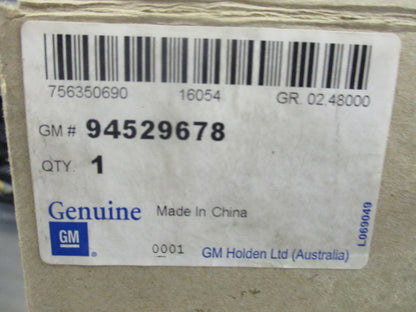 756350690 16054 GR. 02.48000
GM # 94529678
QTY. 1
Genuine Made In China
GM
0001 GM Holden Ltd (Australia)
L069049